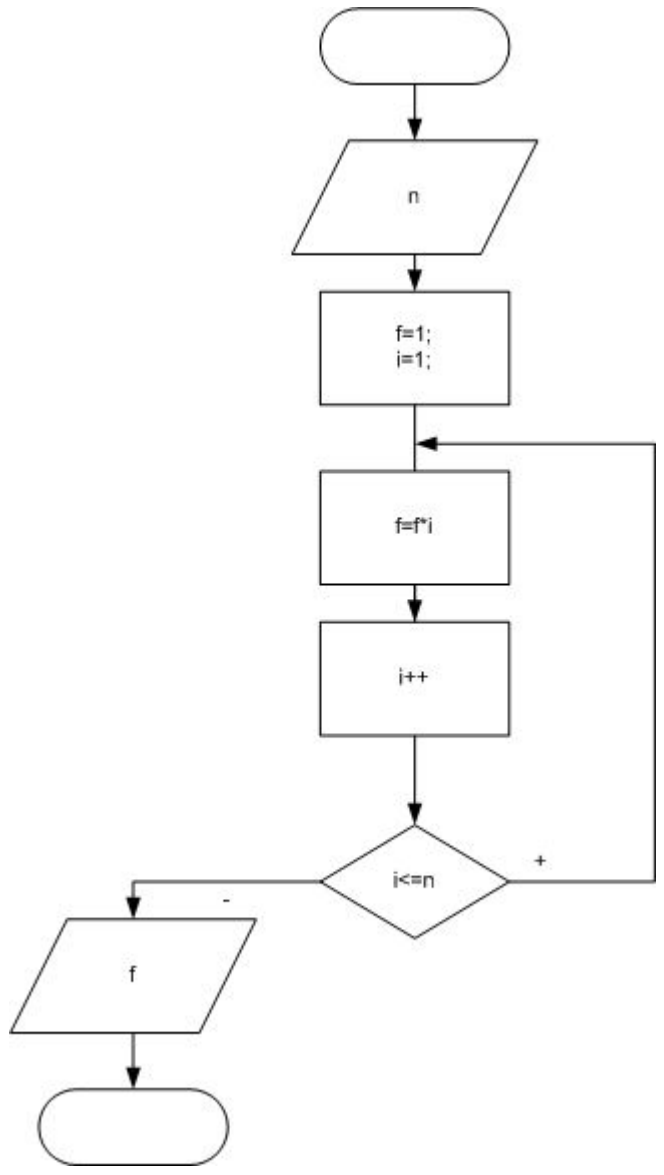 n
f=1;
i=1;
f=f*i
i++
i<=n
+
-
f